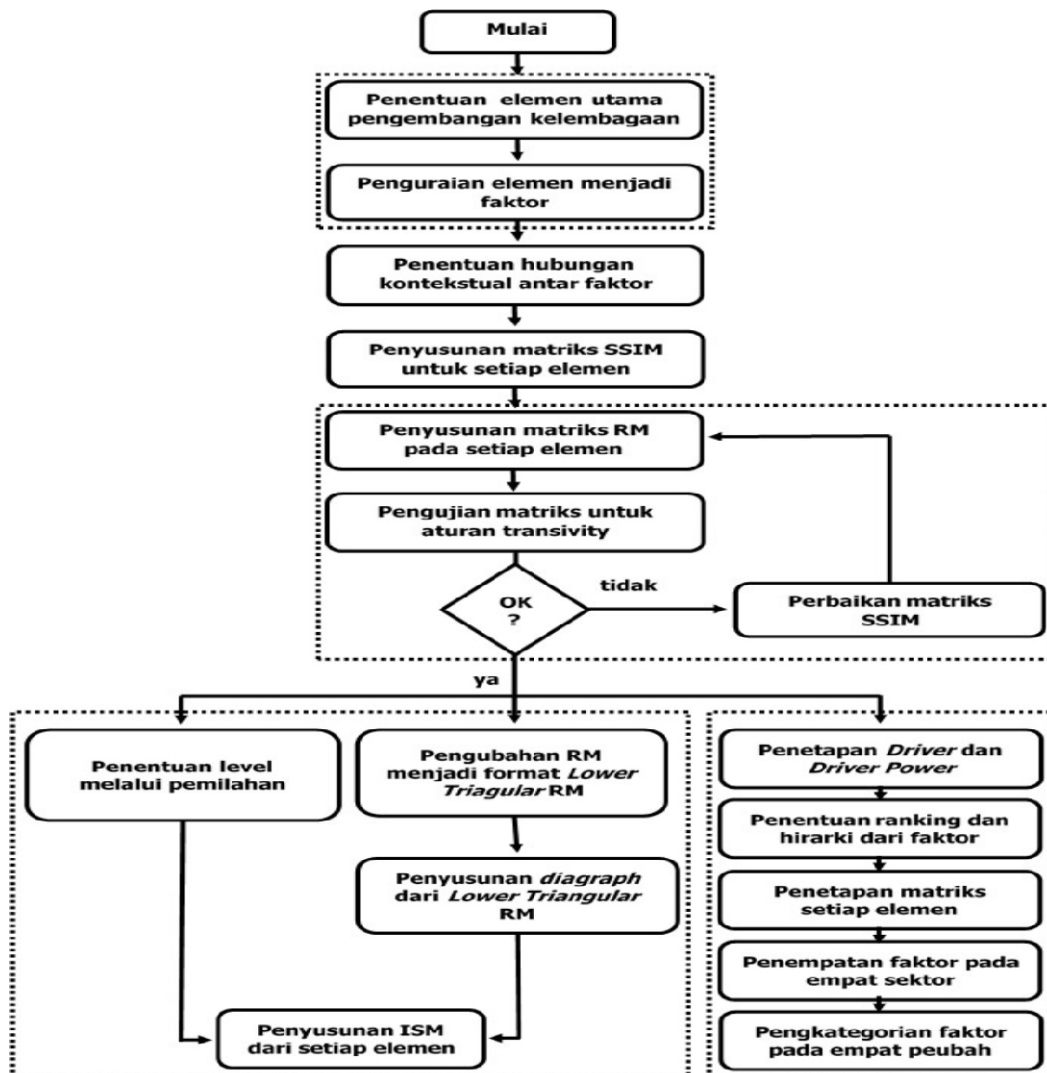 Mulai
Penentuan elemen utama
pengembangan kelembagaan
Penguraian elemen menjadi
faktor
Penentuan hubungan
kontekstual antar faktor
Penyusunan matriks SSIM
untuk setiap elemen
Penyusunan matriks RM
pada setiap elemen
Pengujian matriks untuk
aturan transivity
OK
?
tidak
Perbaikan matriks
SSIM
ya
Penentuan level
melalui pemilahan
Pengubahan RM
menjadi format Lower
Triagular RM
Penyusunan diagraph
dari Lower Triangular
RM
Penyusunan ISM
dari setiap elemen
Penetapan Driver dan
Driver Power
Penentuan ranking dan
hirarki dari faktor
Penetapan matriks
setiap elemen
Penempatan faktor pada
empat sektor
Pengkategorian faktor
pada empat peubah